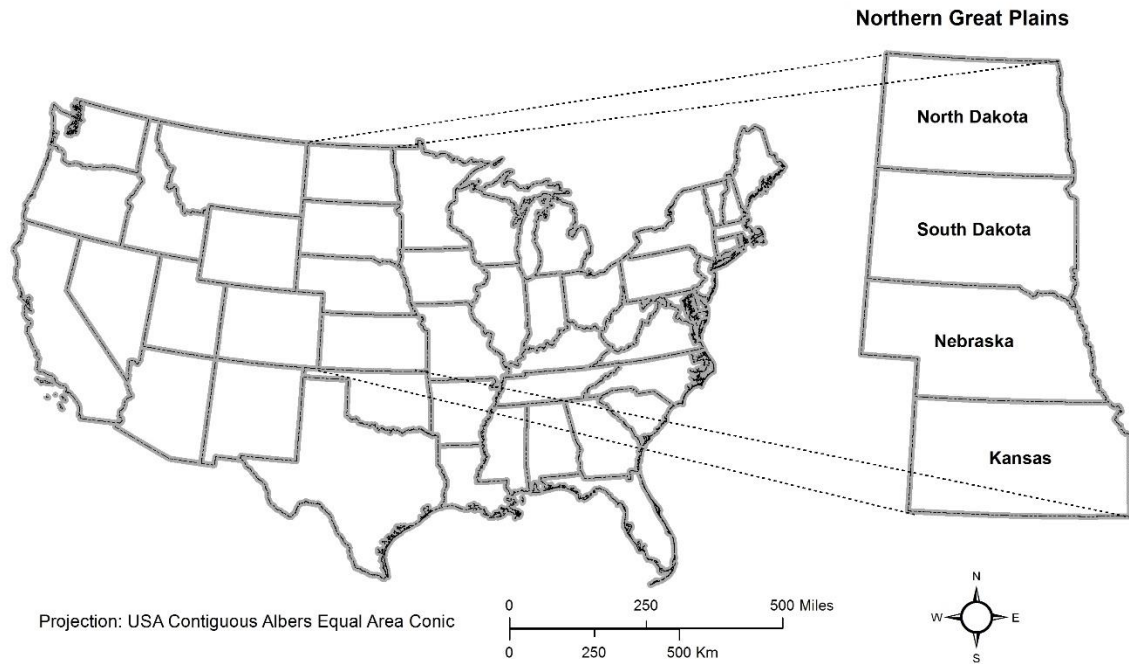 Northern Great Plains
North Dakota
South Dakota
Nebraska
Kansas
Projection: USA Contiguous Albers Equal Area Conic
0 250 500 Miles
0 250 500 Km
N
W E
S